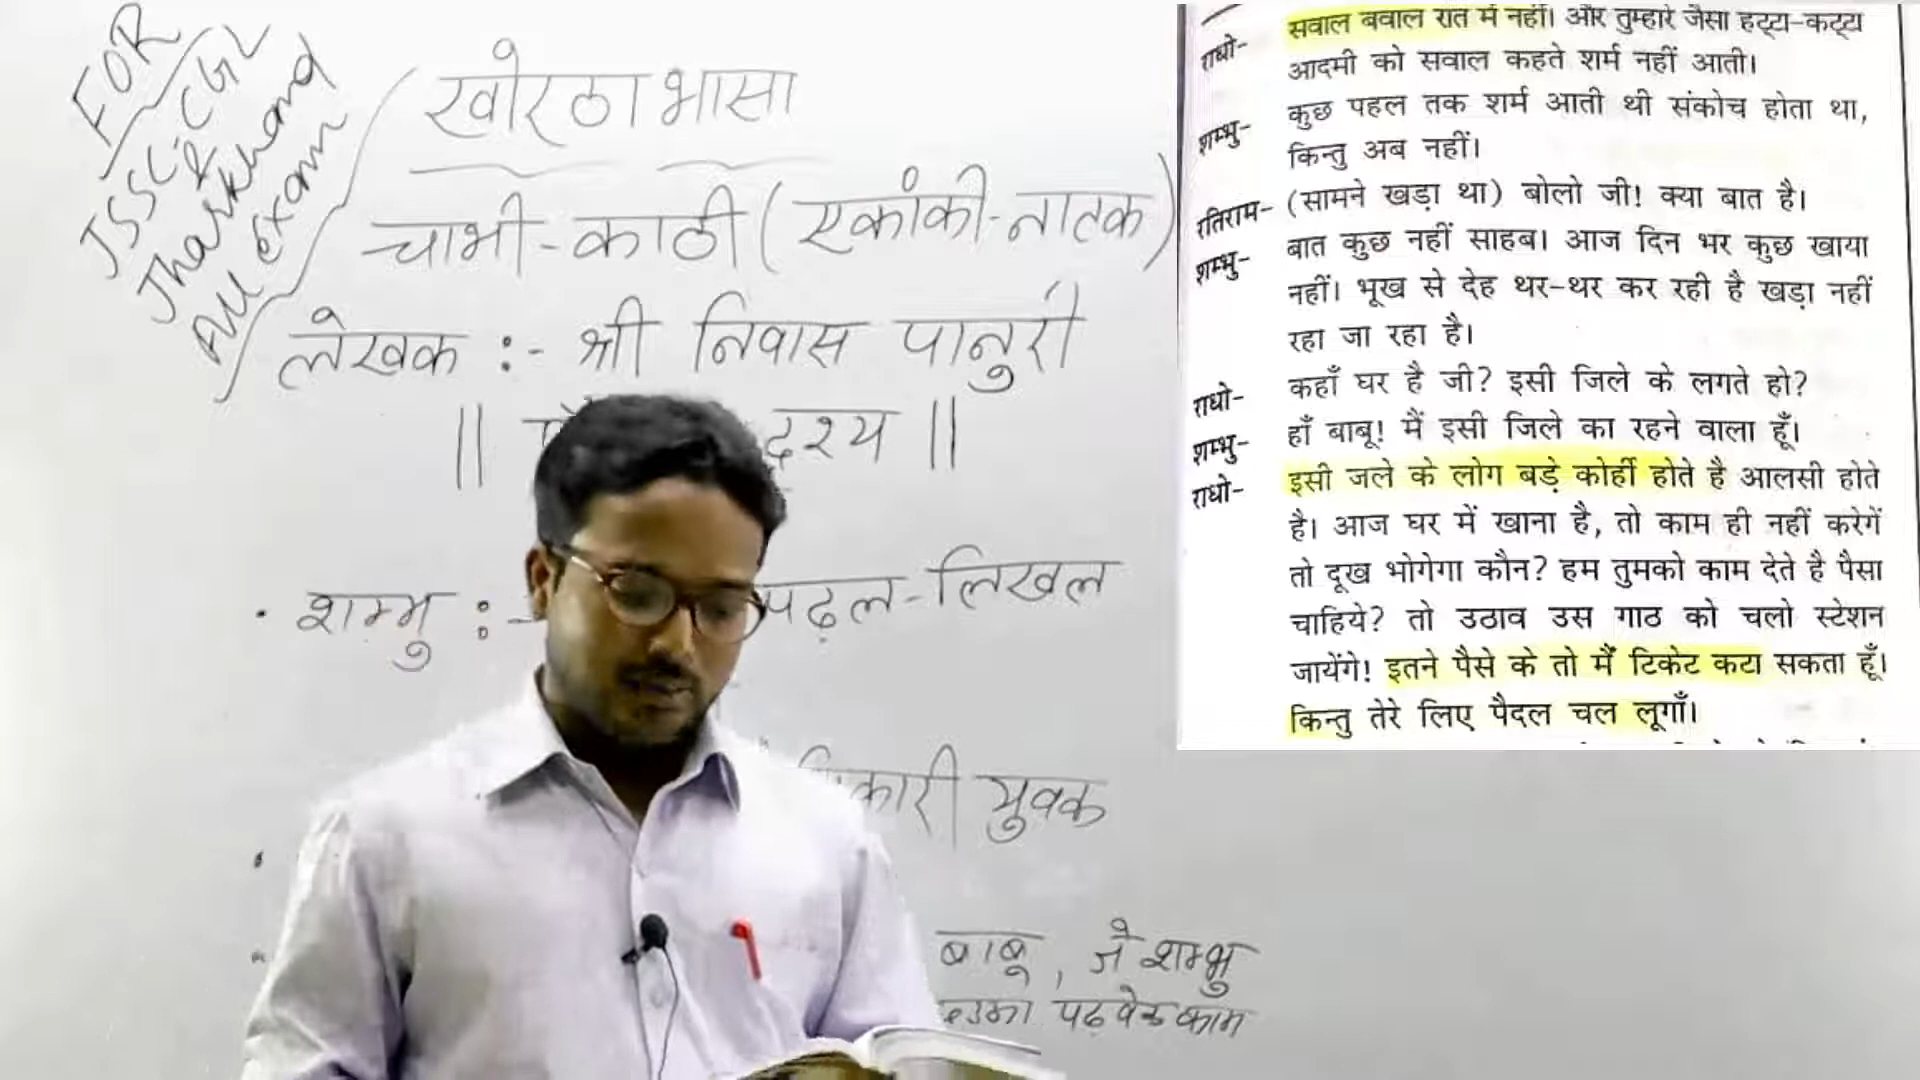 FOR
JSSC-CGL
&
Jharkhand
All Exam
खोरठा भासा
चाभी-काठी (एकांकी-नाटक)
लेखक :- श्री निवास पानुरी
|| दृश्य ||
• शम्भु :- पढ़ल-लिखल
युवक
बाबू, जे शम्भु
काम
सवाल बवाल रात में नहीं। और तुम्हारे जैसा हट्टा-कट्टा
राधो- आदमी को सवाल कहते शर्म नहीं आती।
कुछ पहल तक शर्म आती थी संकोच होता था,
शम्भु- किन्तु अब नहीं।
रतिराम- (सामने खड़ा था) बोलो जी! क्या बात है।
शम्भु- बात कुछ नहीं साहब। आज दिन भर कुछ खाया
नहीं। भूख से देह थर-थर कर रही है खड़ा नहीं
रहा जा रहा है।
राधो- कहाँ घर है जी? इसी जिले के लगते हो?
शम्भु- हाँ बाबू! मैं इसी जिले का रहने वाला हूँ।
राधो- इसी जले के लोग बड़े कोर्ही होते है आलसी होते
है। आज घर में खाना है, तो काम ही नहीं करेगें
तो दूख भोगेगा कौन? हम तुमको काम देते है पैसा
चाहिये? तो उठाव उस गाठ को चलो स्टेशन
जायेंगे! इतने पैसे के तो मैं टिकेट कटा सकता हूँ।
किन्तु तेरे लिए पैदल चल लूगाँ।